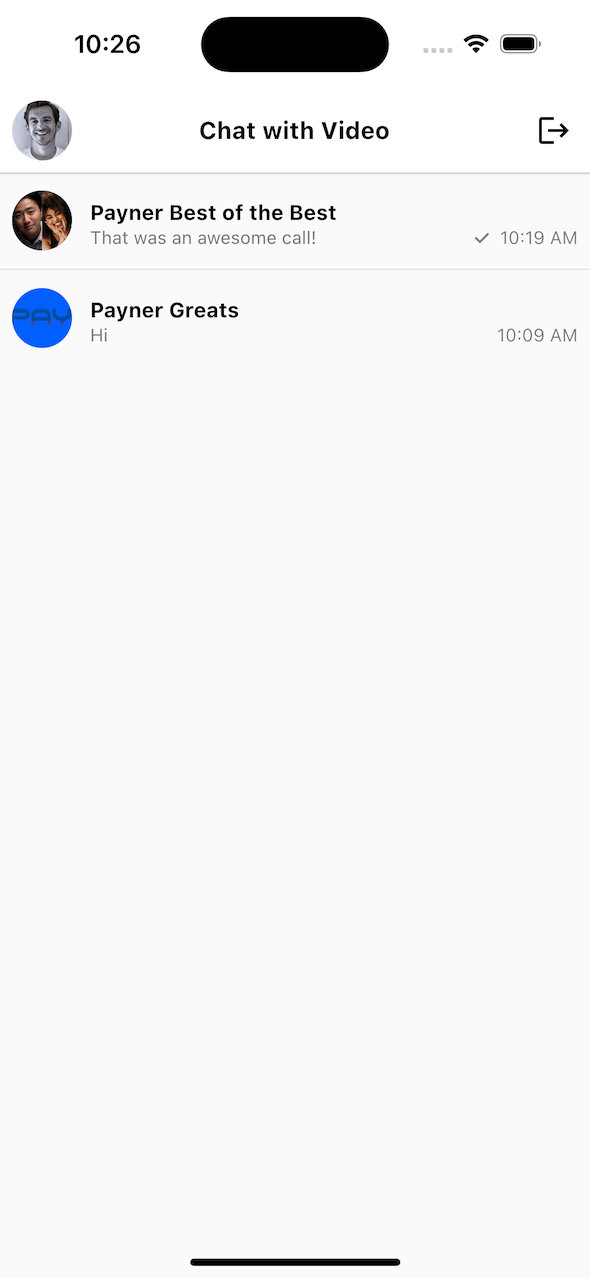 10:26
Chat with Video
Payner Best of the Best
That was an awesome call! 10:19 AM
PAY
Payner Greats
Hi 10:09 AM